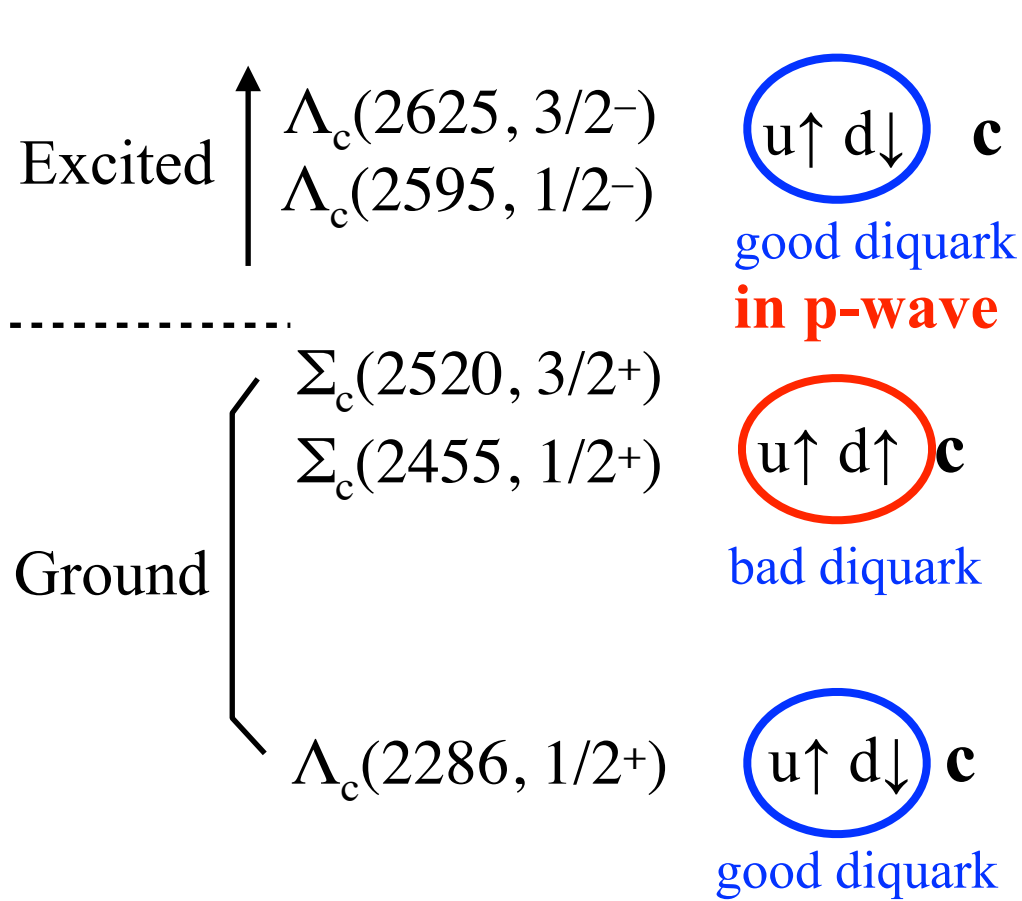 Λc(2625, 3/2−) u↑ d↓ c
Excited
Λc(2595, 1/2−)
good diquark
in p-wave
Σc(2520, 3/2+)
Σc(2455, 1/2+) u↑ d↑ c
bad diquark
Ground
Λc(2286, 1/2+) u↑ d↓ c
good diquark